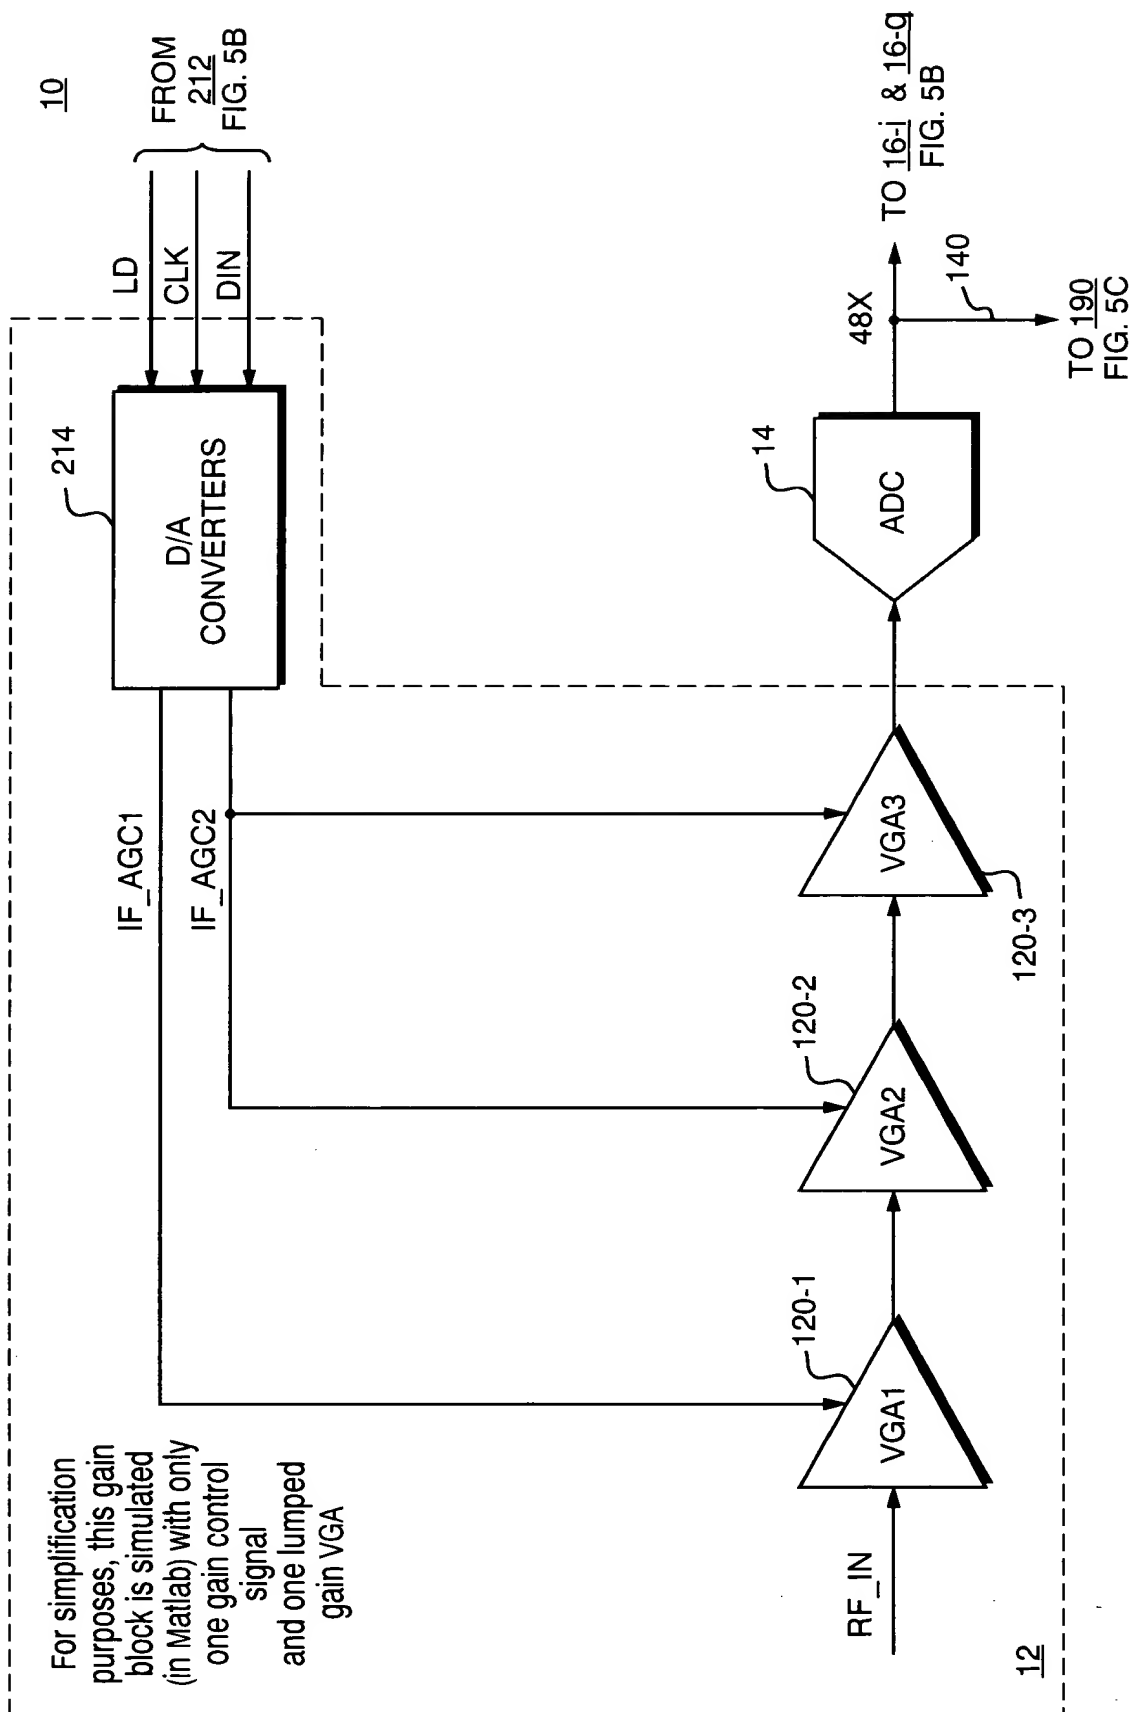 10
For simplification
purposes, this gain
block is simulated
(in Matlab) with only
one gain control
signal
and one lumped
gain VGA
IF_AGC1
IF_AGC2
214
D/A
CONVERTERS
LD
CLK
DIN
FROM
212
FIG. 5B
RF_IN
VGA1
120-1
VGA2
120-2
VGA3
120-3
ADC
14
48X
TO 16-i & 16-q
FIG. 5B
140
TO 190
FIG. 5C
12